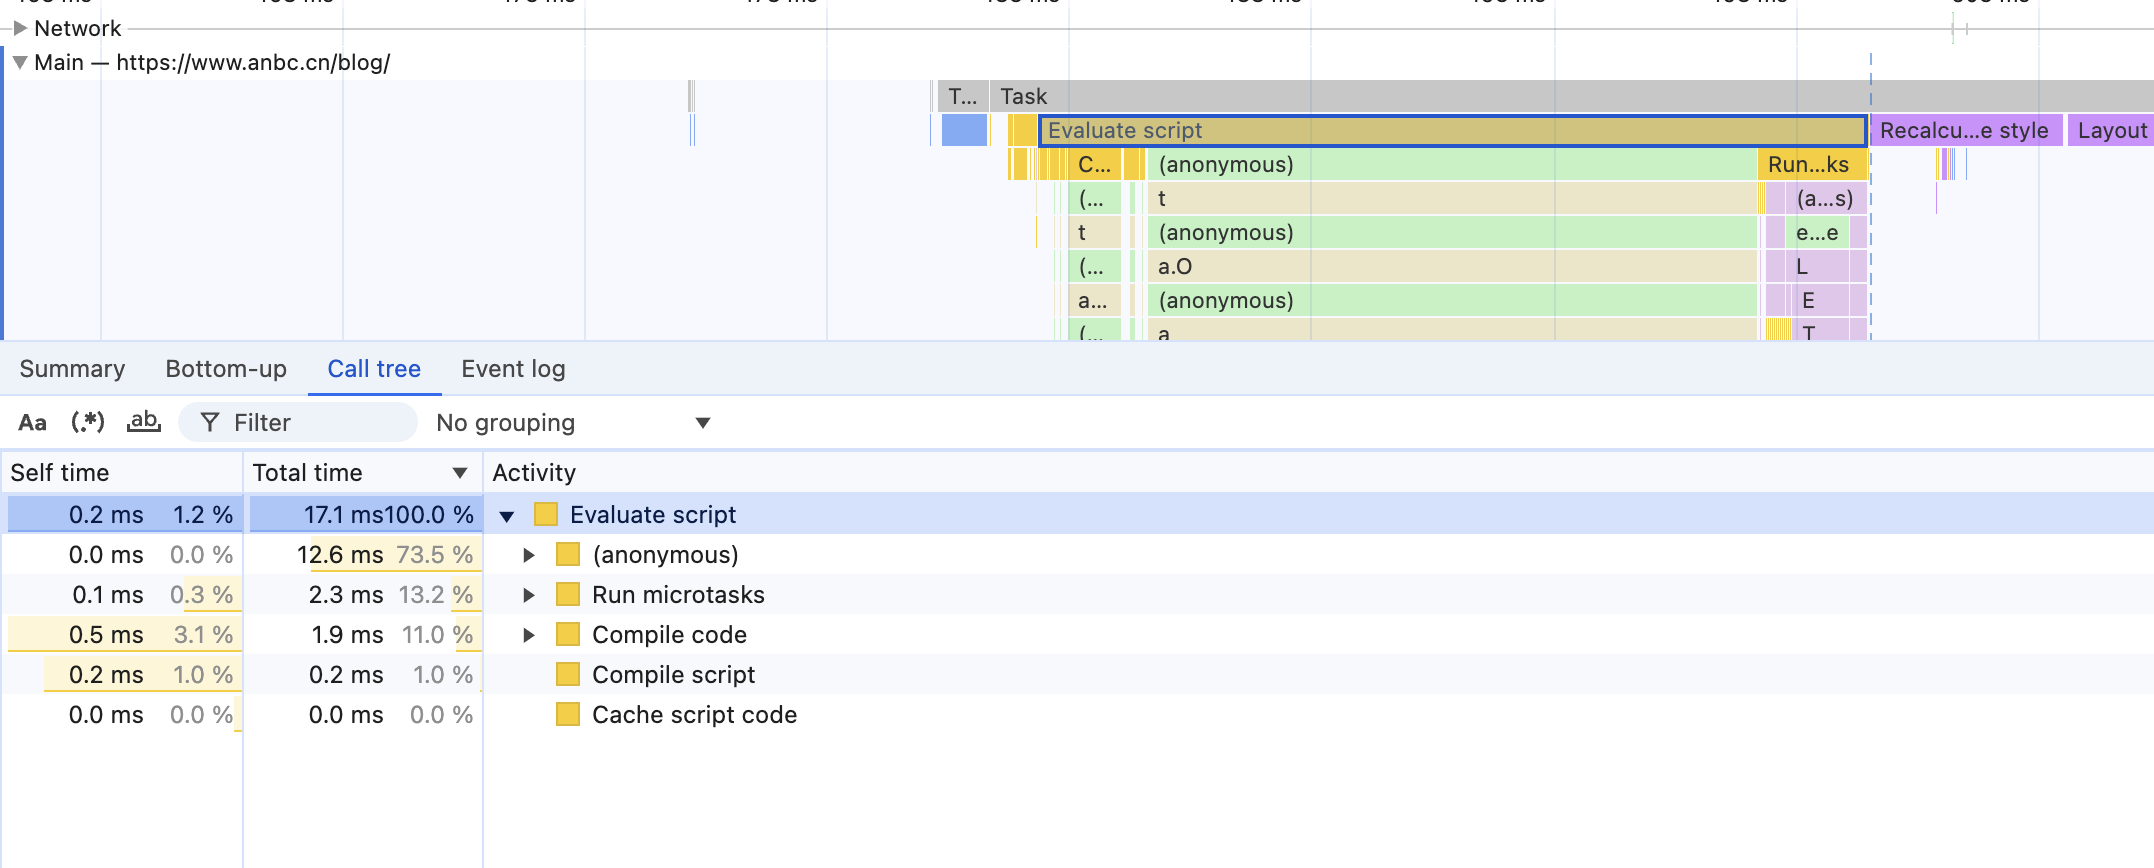 Network
Main — https://www.anbc.cn/blog/
T... Task
Evaluate script Recalcu...e style Layout
C... (anonymous) Run...ks
(... t (a...s)
t (anonymous) e...e
(... a.O L
a... (anonymous) E
(... a T
Summary Bottom-up Call tree Event log
Aa (.*) ab Filter No grouping
Self time Total time Activity
0.2 ms 1.2 % 17.1 ms 100.0 % Evaluate script
0.0 ms 0.0 % 12.6 ms 73.5 % (anonymous)
0.1 ms 0.3 % 2.3 ms 13.2 % Run microtasks
0.5 ms 3.1 % 1.9 ms 11.0 % Compile code
0.2 ms 1.0 % 0.2 ms 1.0 % Compile script
0.0 ms 0.0 % 0.0 ms 0.0 % Cache script code